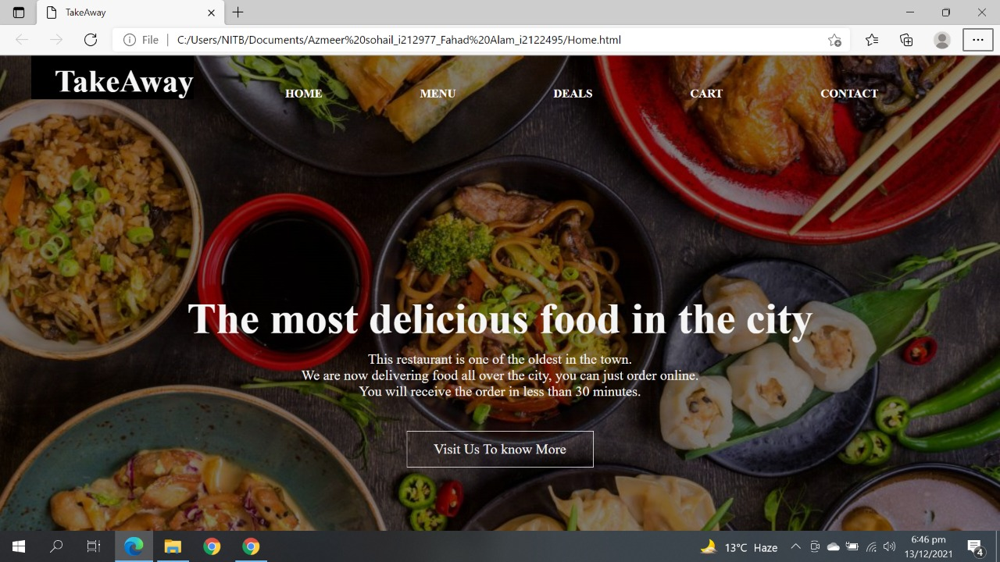 TakeAway
File
C:/Users/NITB/Documents/Azmeer%20sohail_i212977_Fahad%20Alam_i2122495/Home.html
TakeAway
HOME MENU DEALS CART CONTACT
The most delicious food in the city
This restaurant is one of the oldest in the town.
We are now delivering food all over the city, you can just order online.
You will receive the order in less than 30 minutes.
Visit Us To know More
13°C Haze
6:46 pm
13/12/2021
4